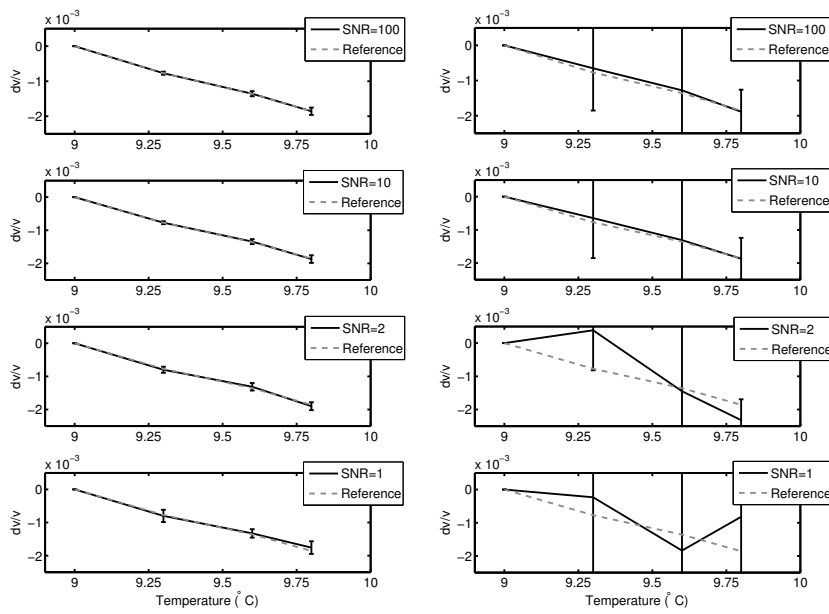 x 10⁻³
SNR=100
Reference
dv/v
0
−1
−2
9
9.25
9.5
9.75
10
x 10⁻³
SNR=100
Reference
dv/v
0
−1
−2
9
9.25
9.5
9.75
10
x 10⁻³
SNR=10
Reference
dv/v
0
−1
−2
9
9.25
9.5
9.75
10
x 10⁻³
SNR=10
Reference
dv/v
0
−1
−2
9
9.25
9.5
9.75
10
x 10⁻³
SNR=2
Reference
dv/v
0
−1
−2
9
9.25
9.5
9.75
10
x 10⁻³
SNR=2
Reference
dv/v
0
−1
−2
9
9.25
9.5
9.75
10
x 10⁻³
SNR=1
Reference
dv/v
0
−1
−2
9
9.25
9.5
9.75
10
Temperature (° C)
x 10⁻³
SNR=1
Reference
dv/v
0
−1
−2
9
9.25
9.5
9.75
10
Temperature (° C)